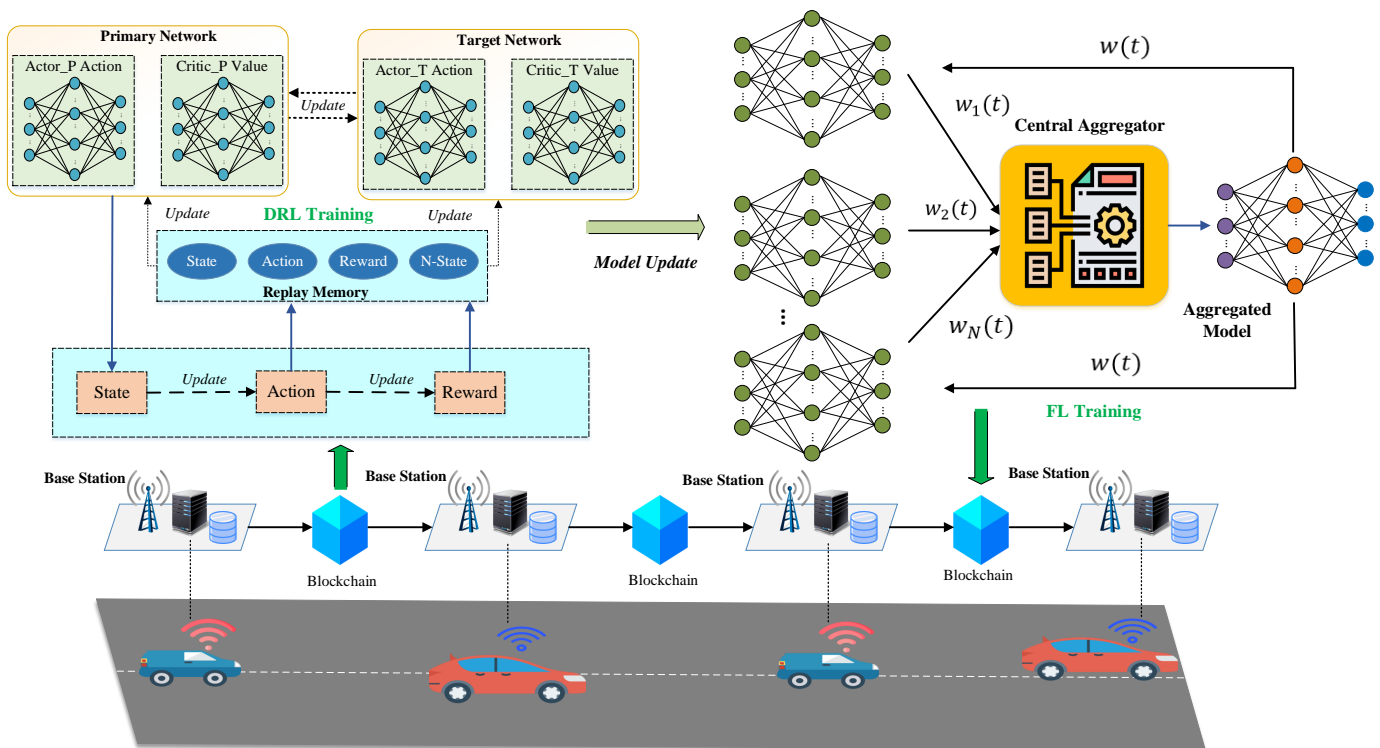 Primary Network
Actor_P Action
Critic_P Value
Target Network
Actor_T Action
Critic_T Value
Update
Update
DRL Training
Update
State
Action
Reward
N-State
Replay Memory
State
Update
Action
Update
Reward
Model Update
w(t)
w₁(t)
Central Aggregator
w₂(t)
w_N(t)
Aggregated
Model
w(t)
FL Training
Base Station
Base Station
Base Station
Base Station
Blockchain
Blockchain
Blockchain